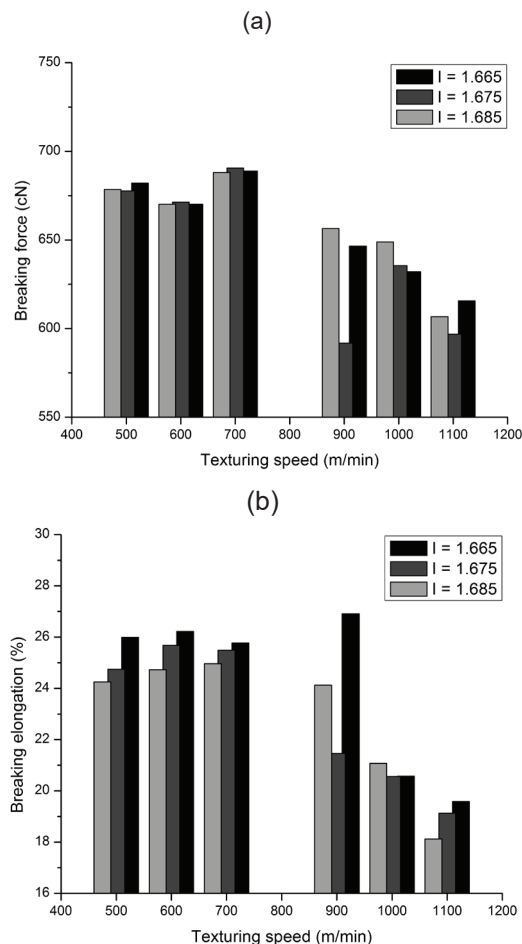 (a)
750
700
650
600
550
Breaking force (cN)
I = 1.665
I = 1.675
I = 1.685
400 500 600 700 800 900 1000 1100 1200
Texturing speed (m/min)
(b)
30
28
26
24
22
20
18
16
Breaking elongation (%)
I = 1.665
I = 1.675
I = 1.685
400 500 600 700 800 900 1000 1100 1200
Texturing speed (m/min)